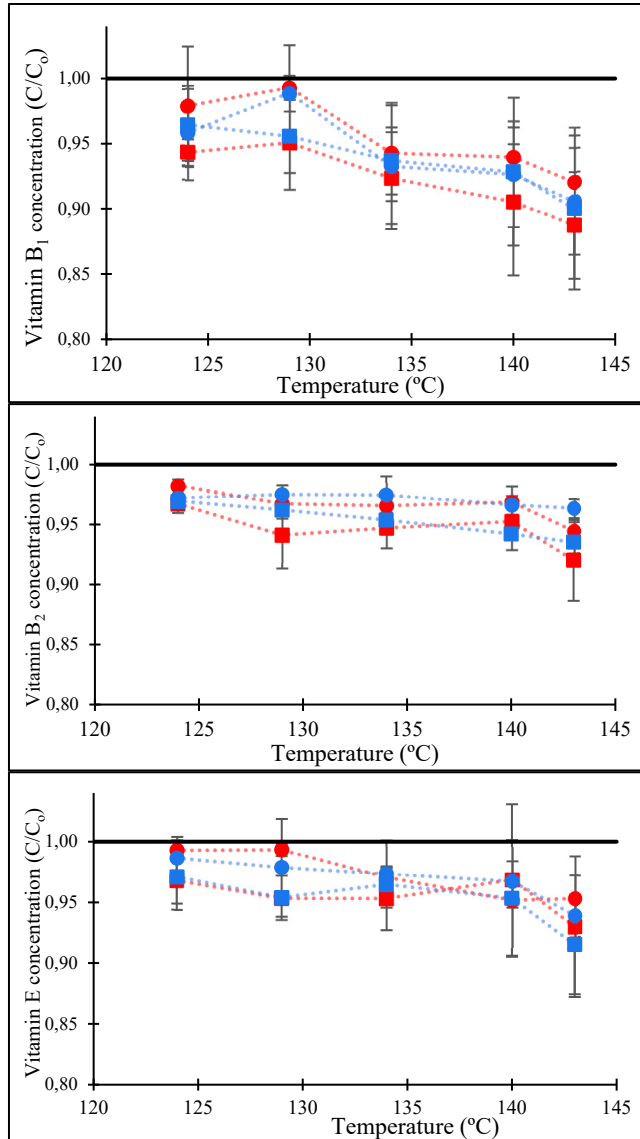 Vitamin B₁ concentration (C/Cₒ)
1,00
0,95
0,90
0,85
0,80
120 125 130 135 140 145
Temperature (ºC)
Vitamin B₂ concentration (C/Cₒ)
1,00
0,95
0,90
0,85
0,80
120 125 130 135 140 145
Temperature (ºC)
Vitamin E concentration (C/Cₒ)
1,00
0,95
0,90
0,85
0,80
120 125 130 135 140 145
Temperature (ºC)